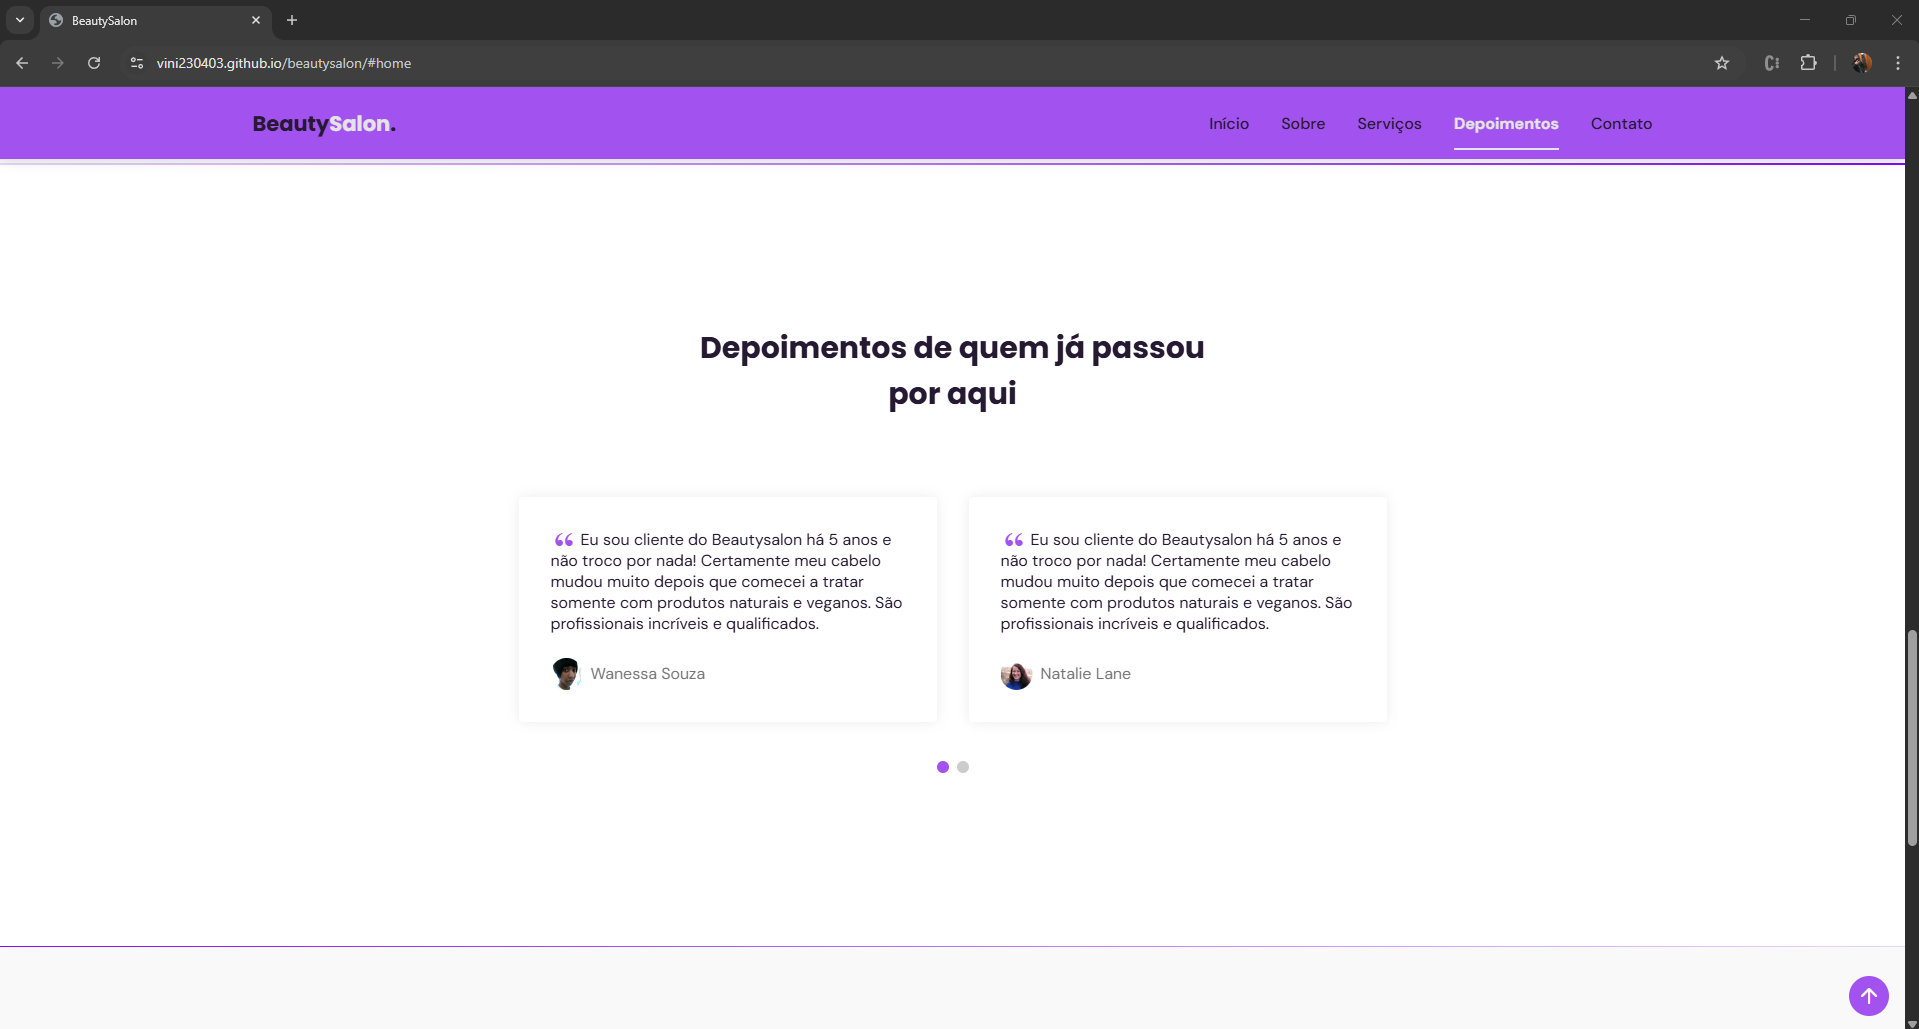 BeautySalon
vini230403.github.io/beautysalon/#home
BeautySalon.
Início Sobre Serviços Depoimentos Contato
Depoimentos de quem já passou
por aqui
“ Eu sou cliente do Beautysalon há 5 anos e
não troco por nada! Certamente meu cabelo
mudou muito depois que comecei a tratar
somente com produtos naturais e veganos. São
profissionais incríveis e qualificados.
Wanessa Souza
“ Eu sou cliente do Beautysalon há 5 anos e
não troco por nada! Certamente meu cabelo
mudou muito depois que comecei a tratar
somente com produtos naturais e veganos. São
profissionais incríveis e qualificados.
Natalie Lane